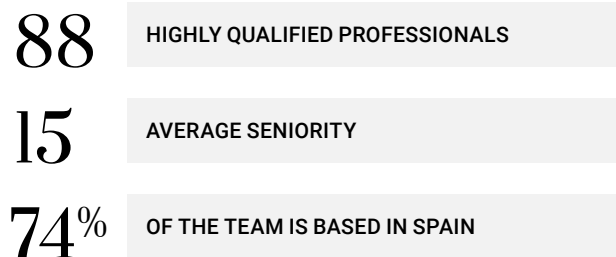 88 HIGHLY QUALIFIED PROFESSIONALS
15 AVERAGE SENIORITY
74% OF THE TEAM IS BASED IN SPAIN